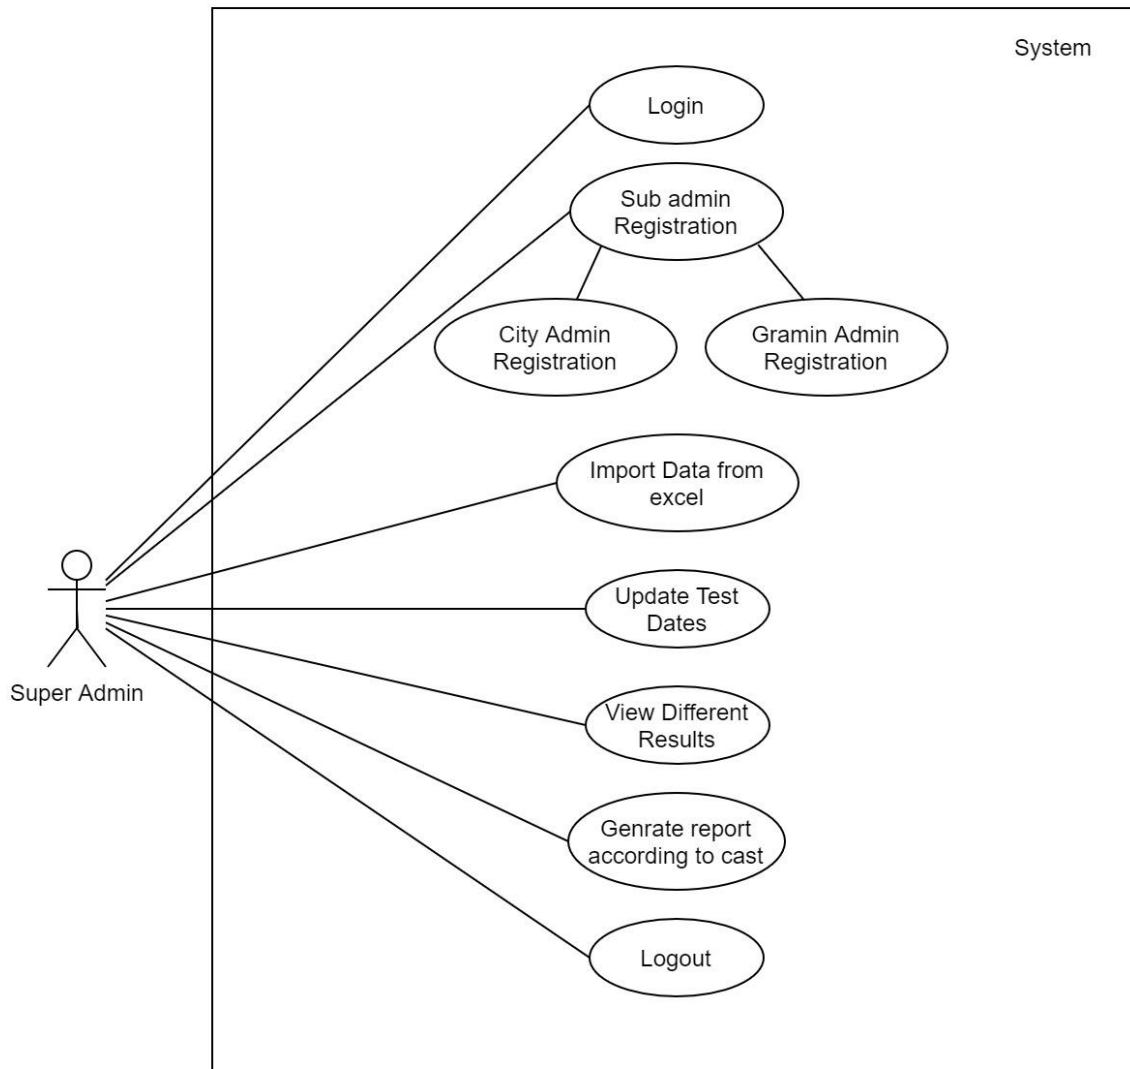 System
Login
Sub admin
Registration
City Admin
Registration
Gramin Admin
Registration
Import Data from
excel
Update Test
Dates
Super Admin
View Different
Results
Genrate report
according to cast
Logout